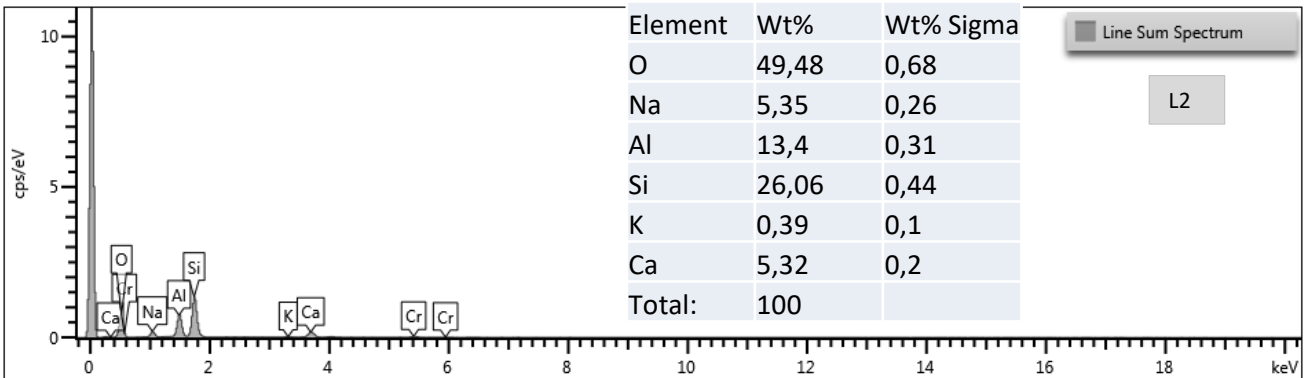 Element Wt% Wt% Sigma
O 49,48 0,68
Na 5,35 0,26
Al 13,4 0,31
Si 26,06 0,44
K 0,39 0,1
Ca 5,32 0,2
Total: 100
Line Sum Spectrum
L2
10
5
0
cps/eV
Ca
O
Cr
Na
Al
Si
K
Ca
Cr
Cr
0 2 4 6 8 10 12 14 16 18 keV